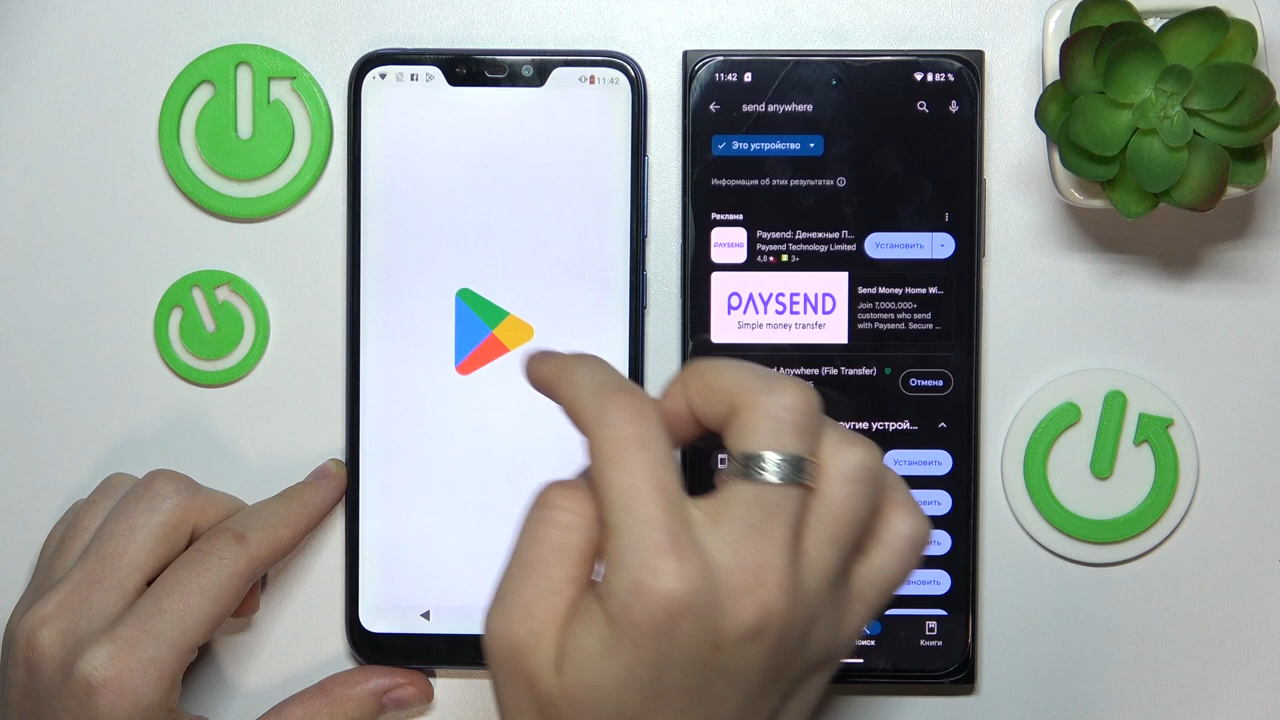 11:42
11:42
82 %
send anywhere
Это устройство
Информация об этих результатах
Реклама
PAYSEND
Paysend: Денежные П...
Paysend Technology Limited
4,8★ 3+
Установить
PAYSEND
Simple money transfer
Send Money Home Wi...
Join 7,000,000+
customers who send
with Paysend. Secure ...
Anywhere (File Transfer)
Отмена
устрой...
Установить
Книги